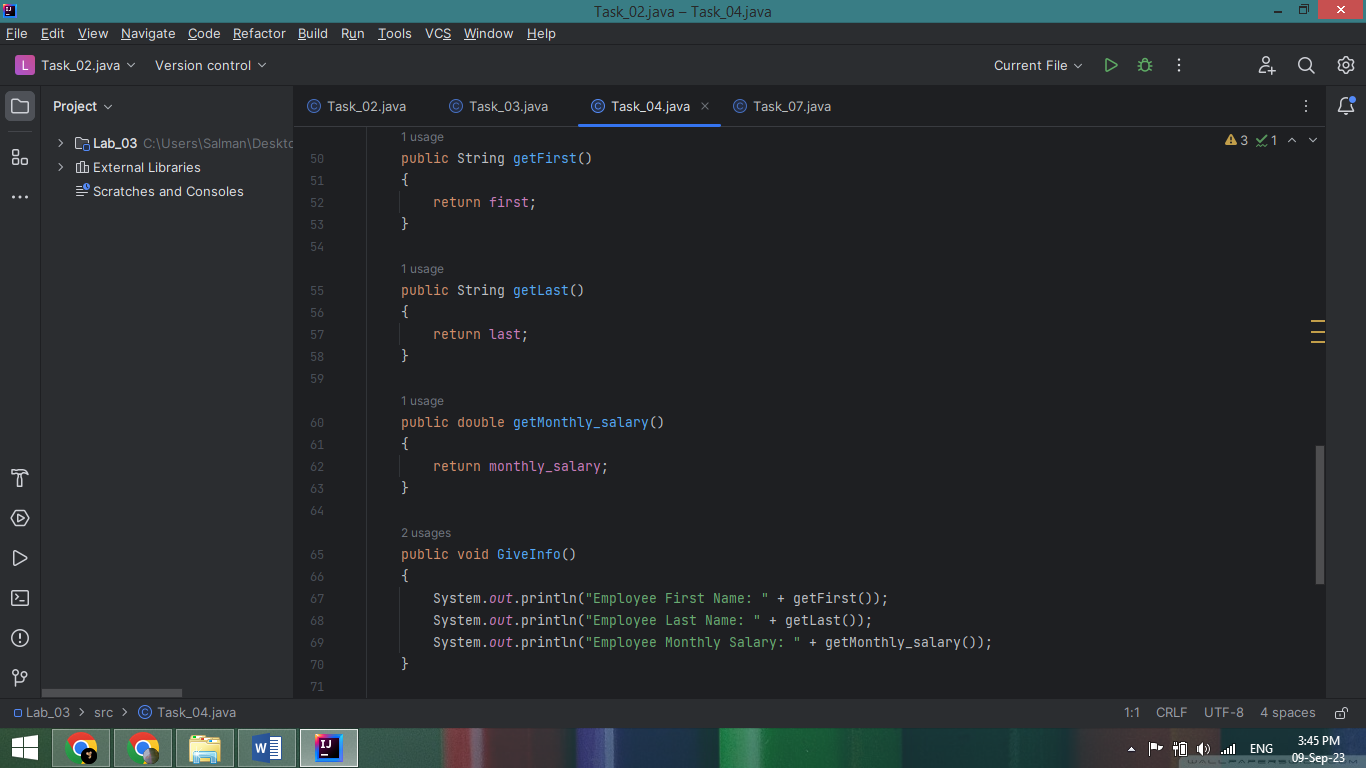 Task_02.java – Task_04.java
File Edit View Navigate Code Refactor Build Run Tools VCS Window Help
L Task_02.java Version control Current File
Project
Task_02.java Task_03.java Task_04.java Task_07.java
Lab_03 C:\Users\Salman\Deskto
External Libraries
Scratches and Consoles
3 1
1 usage
50 public String getFirst()
51 {
52 return first;
53 }
54
1 usage
55 public String getLast()
56 {
57 return last;
58 }
59
1 usage
60 public double getMonthly_salary()
61 {
62 return monthly_salary;
63 }
64
2 usages
65 public void GiveInfo()
66 {
67 System.out.println("Employee First Name: " + getFirst());
68 System.out.println("Employee Last Name: " + getLast());
69 System.out.println("Employee Monthly Salary: " + getMonthly_salary());
70 }
71
Lab_03 > src > Task_04.java 1:1 CRLF UTF-8 4 spaces
ENG
3:45 PM
09-Sep-23